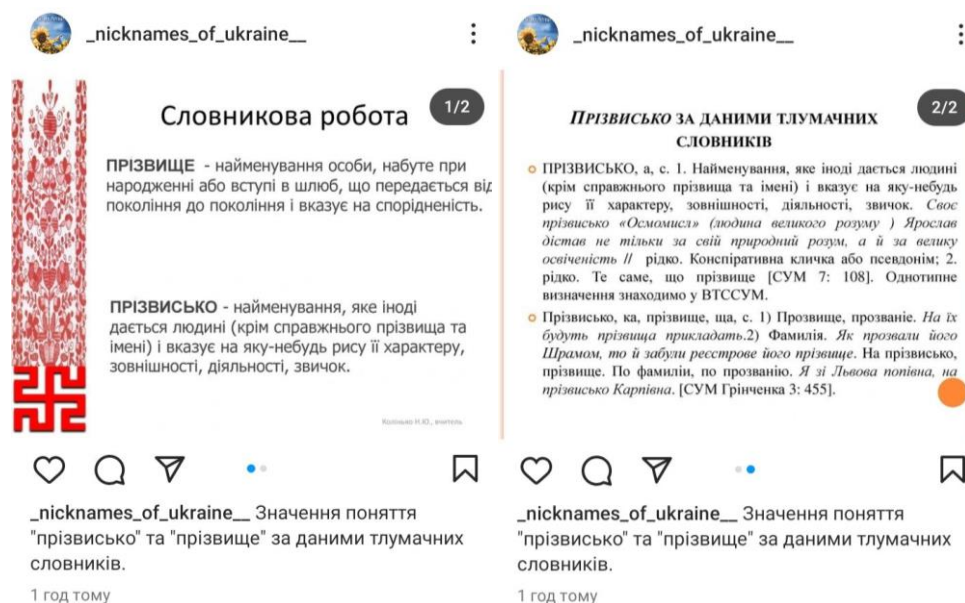 _nicknames_of_ukraine__
1/2
Словникова робота
ПРІЗВИЩЕ - найменування особи, набуте при
народженні або вступі в шлюб, що передається від
покоління до покоління і вказує на спорідненість.
ПРІЗВИСЬКО - найменування, яке іноді
дається людині (крім справжнього прізвища та
імені) і вказує на яку-небудь рису її характеру,
зовнішності, діяльності, звичок.
Колінько Н.Ю., вчитель
_nicknames_of_ukraine__ Значення поняття
"прізвисько" та "прізвище" за даними тлумачних
словників.
1 год тому
_nicknames_of_ukraine__
2/2
ПРІЗВИСЬКО ЗА ДАНИМИ ТЛУМАЧНИХ
СЛОВНИКІВ
ПРІЗВИСЬКО, а, с. 1. Найменування, яке іноді дається людині
(крім справжнього прізвища та імені) і вказує на яку-небудь
рису її характеру, зовнішності, діяльності, звичок. Своє
прізвисько «Осмомисл» (людина великого розуму ) Ярослав
дістав не тільки за свій природний розум, а й за велику
освіченість // рідко. Конспіративна кличка або псевдонім; 2.
рідко. Те саме, що прізвище [СУМ 7: 108]. Однотипне
визначення знаходимо у ВТССУМ.
Прізвисько, ка, прізвище, ща, с. 1) Прозвище, прозваніе. На їх
будуть прізвища прикладать.2) Фамилія. Як прозвали його
Шрамом, то й забули реєстрове його прізвище. На прізвисько,
прізвище. По фамиліи, по прозванію. Я зі Львова попівна, на
прізвисько Карпівна. [СУМ Грінченка 3: 455].
_nicknames_of_ukraine__ Значення поняття
"прізвисько" та "прізвище" за даними тлумачних
словників.
1 год тому